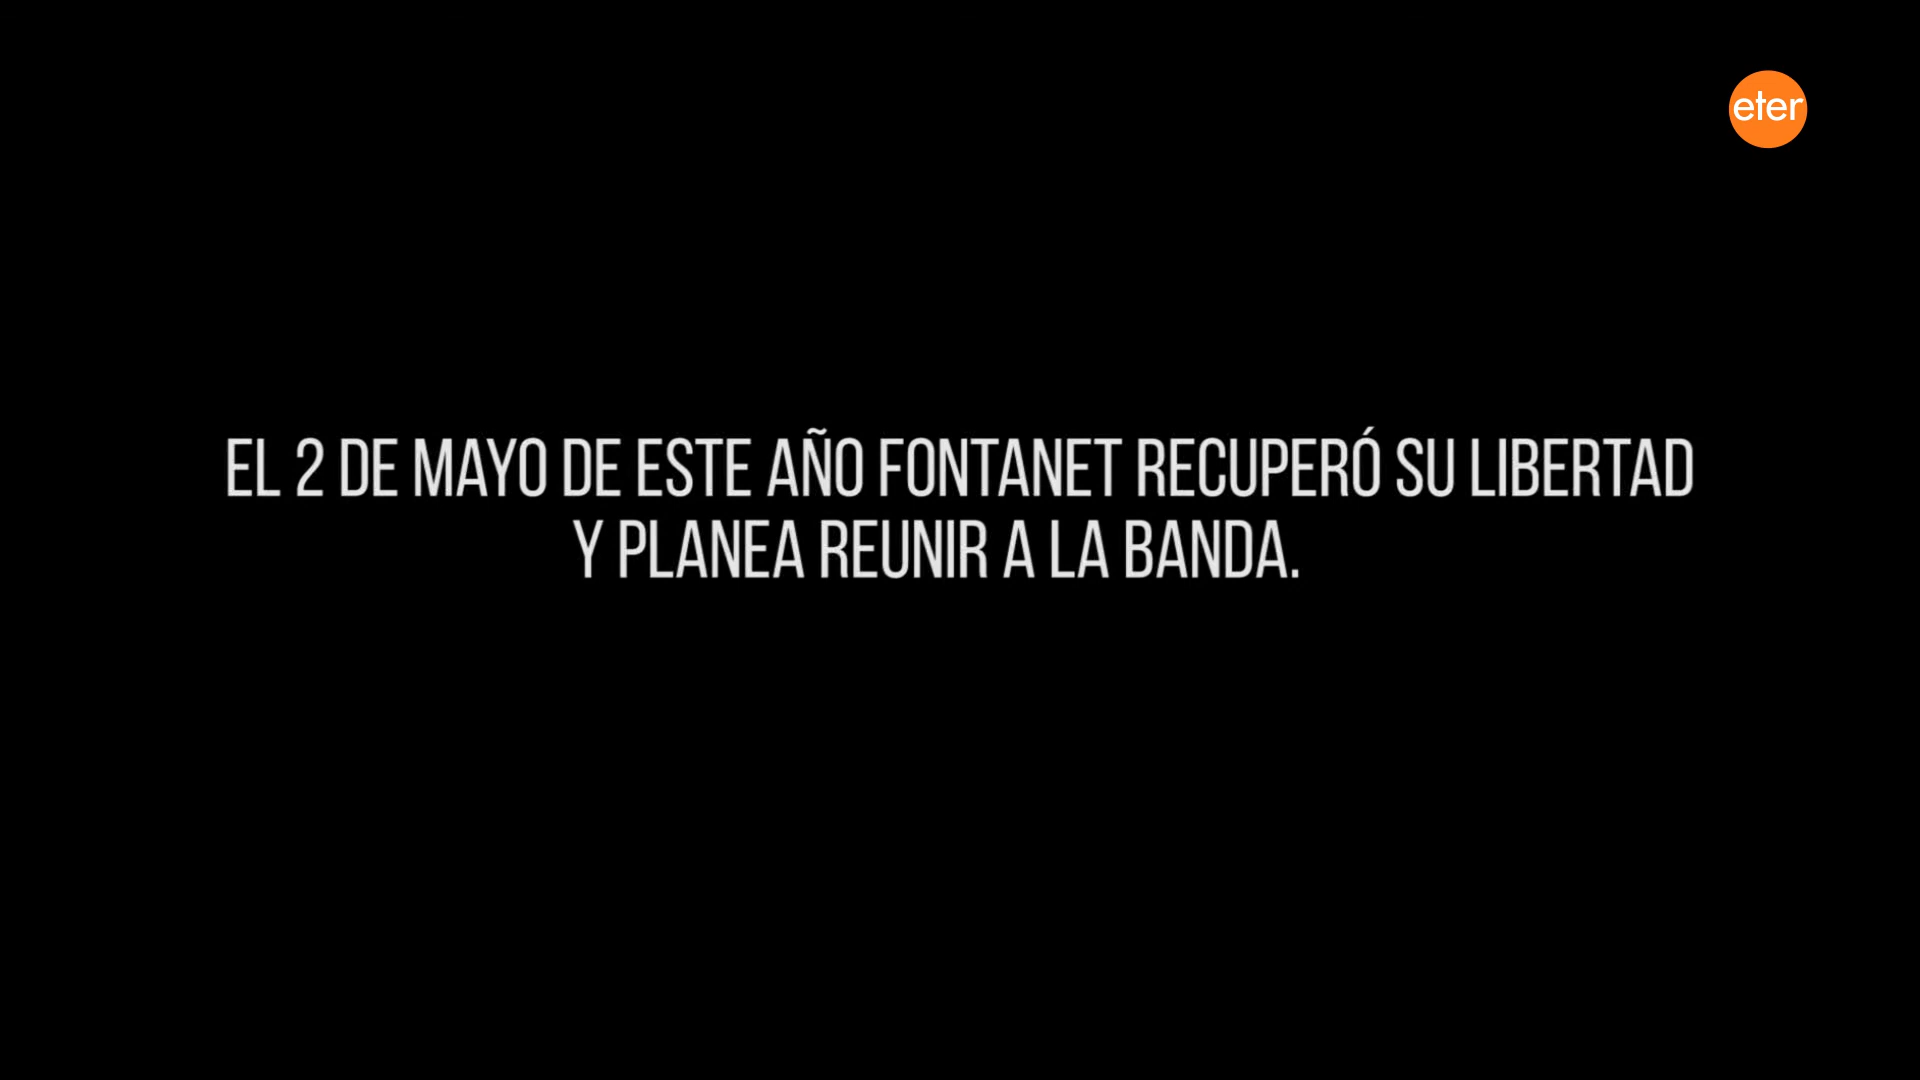 eter
EL 2 DE MAYO DE ESTE AÑO FONTANET RECUPERÓ SU LIBERTAD
Y PLANEA REUNIR A LA BANDA.